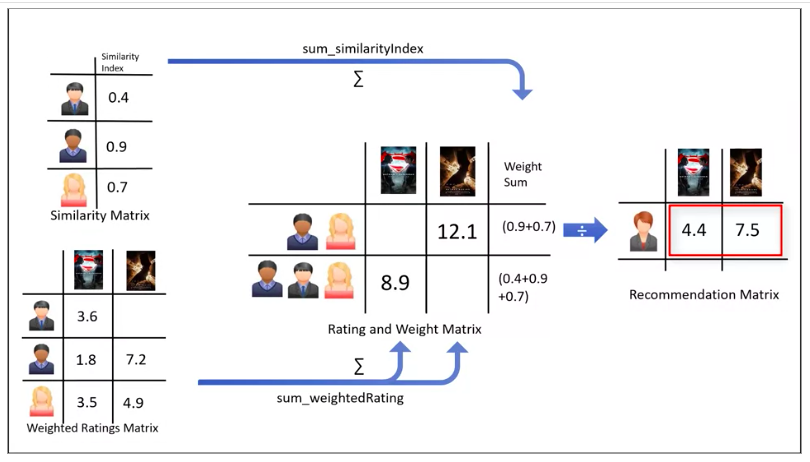 sum_similarityIndex
∑
Similarity
Index
0.4
0.9
0.7
Similarity Matrix
Weight
Sum
12.1
(0.9+0.7)
÷
8.9
(0.4+0.9
+0.7)
Rating and Weight Matrix
4.4 7.5
Recommendation Matrix
3.6
1.8 7.2
3.5 4.9
Weighted Ratings Matrix
∑
sum_weightedRating